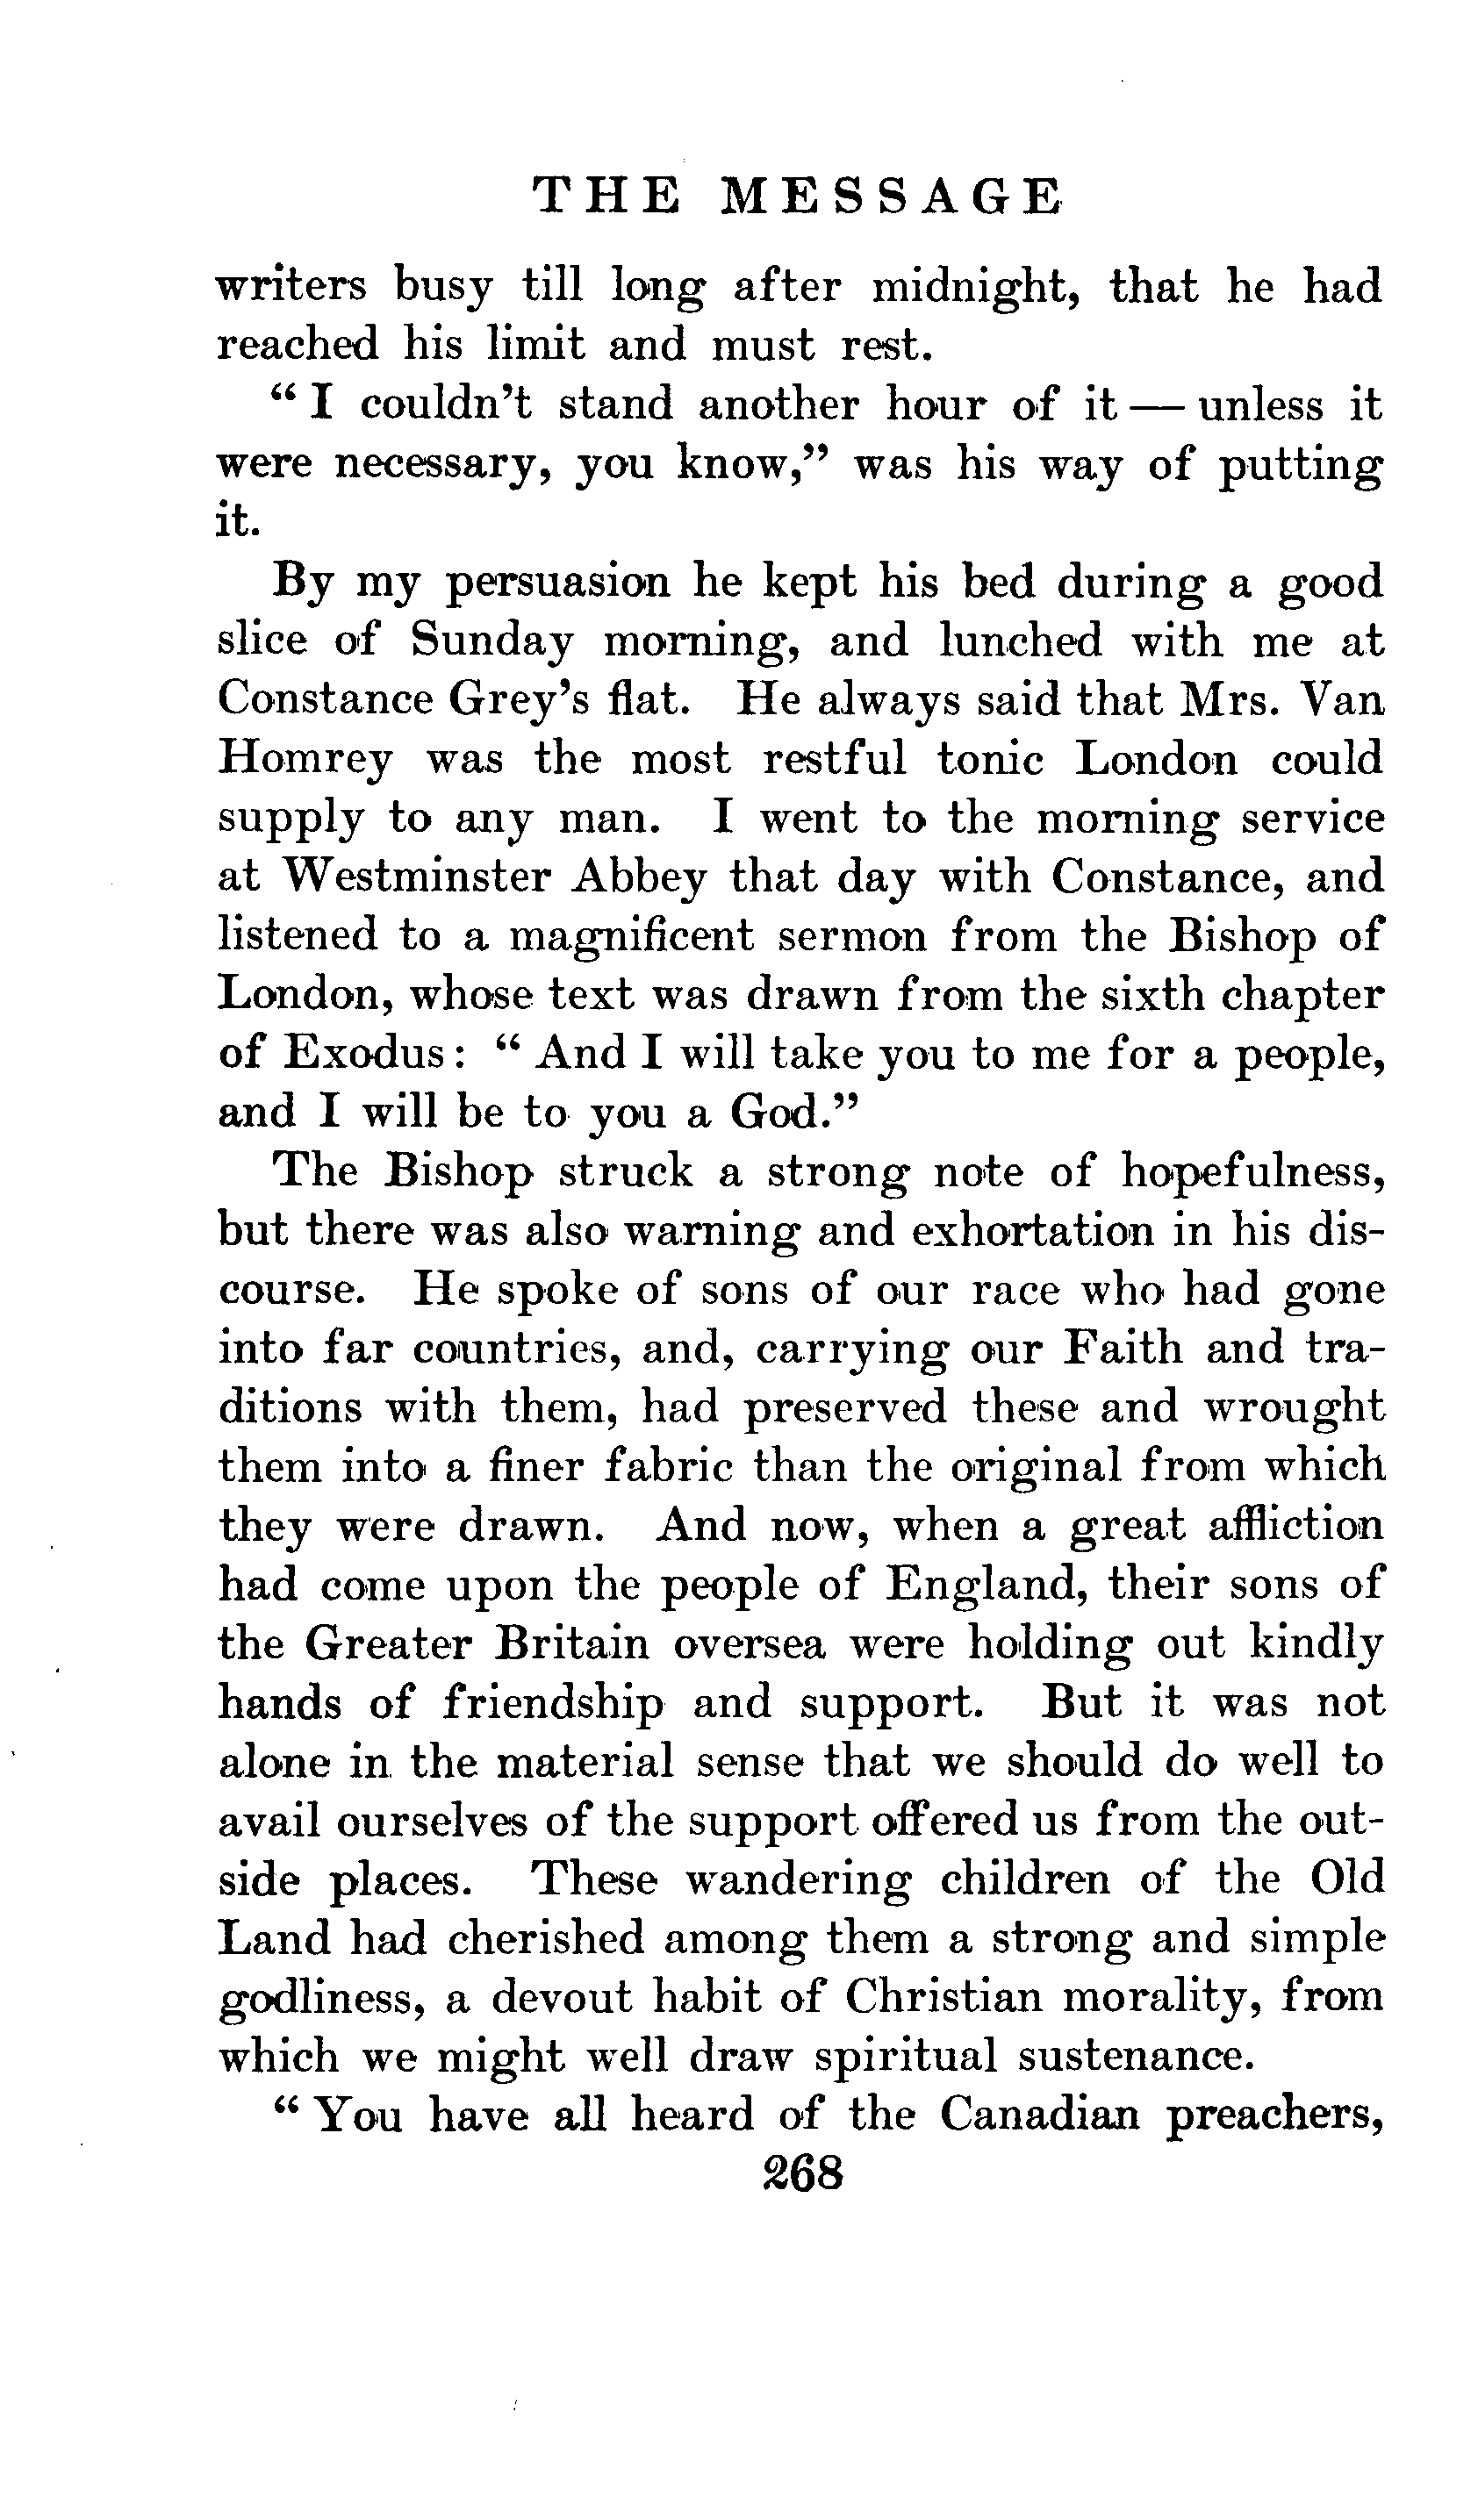 THE MESSAGE
writers busy till long after midnight, that he had
reached his limit and must rest.
" I couldn't stand another hour of it — unless it
were necessary, you know," was his way of putting
it.
By my persuasion he kept his bed during a good
slice of Sunday morning, and lunched with me at
Constance Grey's flat. He always said that Mrs. Van
Homrey was the most restful tonic London could
supply to any man. I went to the morning service
at Westminster Abbey that day with Constance, and
listened to a magnificent sermon from the Bishop of
London, whose text was drawn from the sixth chapter
of Exodus: " And I will take you to me for a people,
and I will be to you a God."
The Bishop struck a strong note of hopefulness,
but there was also warning and exhortation in his dis-
course. He spoke of sons of our race who had gone
into far countries, and, carrying our Faith and tra-
ditions with them, had preserved these and wrought
them into a finer fabric than the original from which
they were drawn. And now, when a great affliction
had come upon the people of England, their sons of
the Greater Britain oversea were holding out kindly
hands of friendship and support. But it was not
alone in the material sense that we should do well to
avail ourselves of the support offered us from the out-
side places. These wandering children of the Old
Land had cherished among them a strong and simple
godliness, a devout habit of Christian morality, from
which we might well draw spiritual sustenance.
" You have all heard of the Canadian preachers,
268